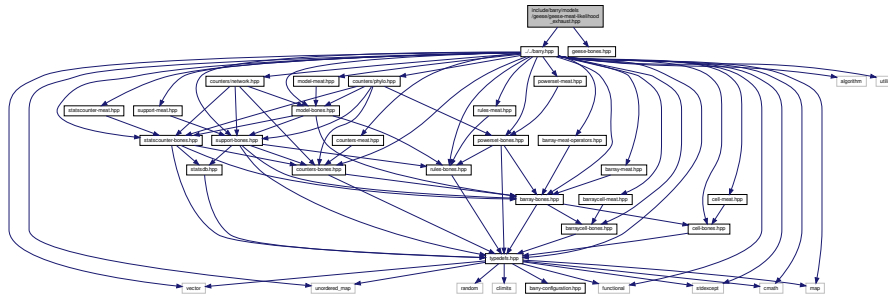 include/barry/models
/geese/geese-meat-likelihood
_exhaust.hpp
../../barry.hpp
geese-bones.hpp
counters/network.hpp
model-meat.hpp
counters/phylo.hpp
powerset-meat.hpp
algorithm
utility
statscounter-meat.hpp
support-meat.hpp
model-bones.hpp
rules-meat.hpp
statscounter-bones.hpp
support-bones.hpp
counters-meat.hpp
powerset-bones.hpp
barray-meat-operators.hpp
statsdb.hpp
counters-bones.hpp
rules-bones.hpp
barray-meat.hpp
barray-bones.hpp
barraycell-meat.hpp
cell-meat.hpp
barraycell-bones.hpp
cell-bones.hpp
typedefs.hpp
vector
unordered_map
random
climits
barry-configuration.hpp
functional
stdexcept
cmath
map